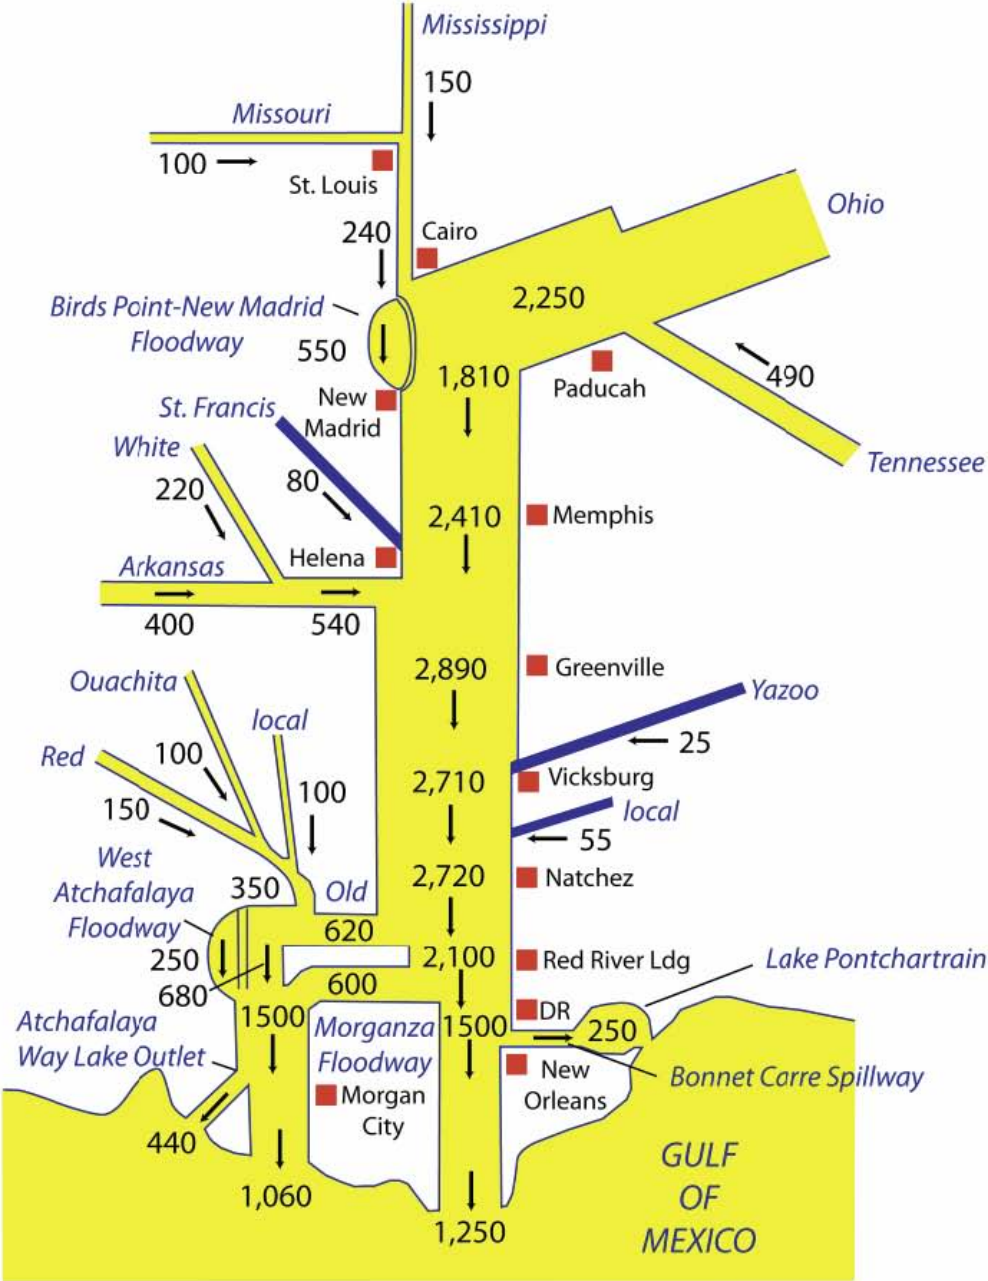 Mississippi
150
Missouri
100
St. Louis
240
Cairo
Ohio
2,250
Birds Point-New Madrid
Floodway
550
1,810
Paducah
490
Tennessee
New
Madrid
St. Francis
White
220
80
2,410
Memphis
Helena
Arkansas
400
540
2,890
Greenville
Ouachita
local
Yazoo
25
Red
100
150
100
2,710
Vicksburg
local
55
West
Atchafalaya
Floodway
350
Old
2,720
Natchez
620
250
680
2,100
Red River Ldg
Lake Pontchartrain
600
DR
Atchafalaya
Way Lake Outlet
1500
Morganza
Floodway
1500
250
New
Orleans
Bonnet Carre Spillway
Morgan
City
440
1,060
1,250
GULF
OF
MEXICO